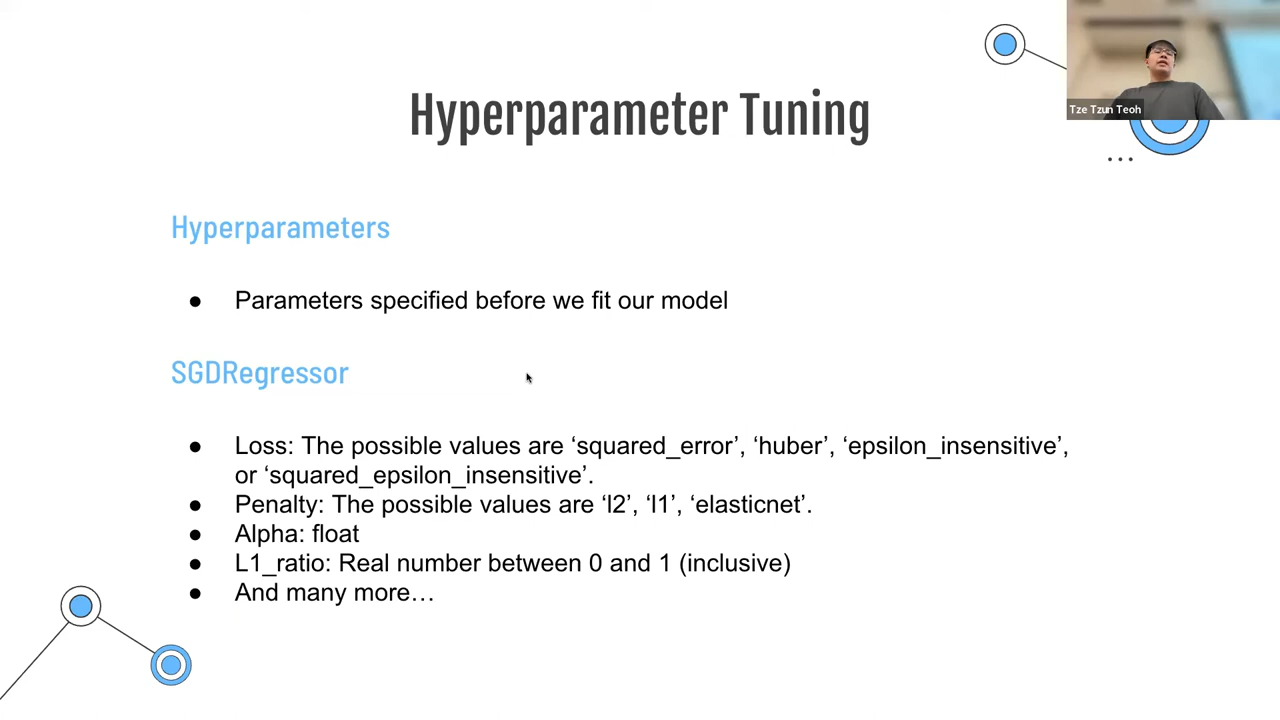 Hyperparameter Tuning
Tze Tzun Teoh
Hyperparameters
● Parameters specified before we fit our model
SGDRegressor
● Loss: The possible values are ‘squared_error’, ‘huber’, ‘epsilon_insensitive’,
or ‘squared_epsilon_insensitive’.
● Penalty: The possible values are ‘l2’, ‘l1’, ‘elasticnet’.
● Alpha: float
● L1_ratio: Real number between 0 and 1 (inclusive)
● And many more…